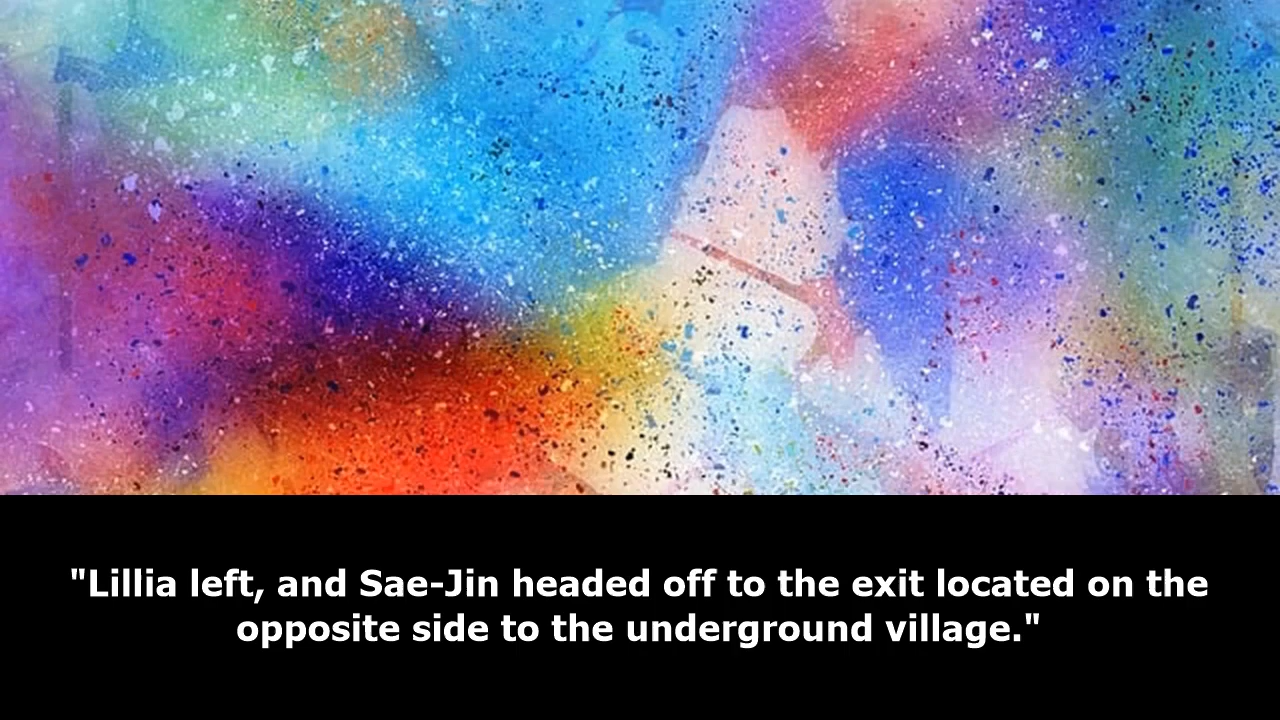 "Lillia left, and Sae-Jin headed off to the exit located on the
opposite side to the underground village."